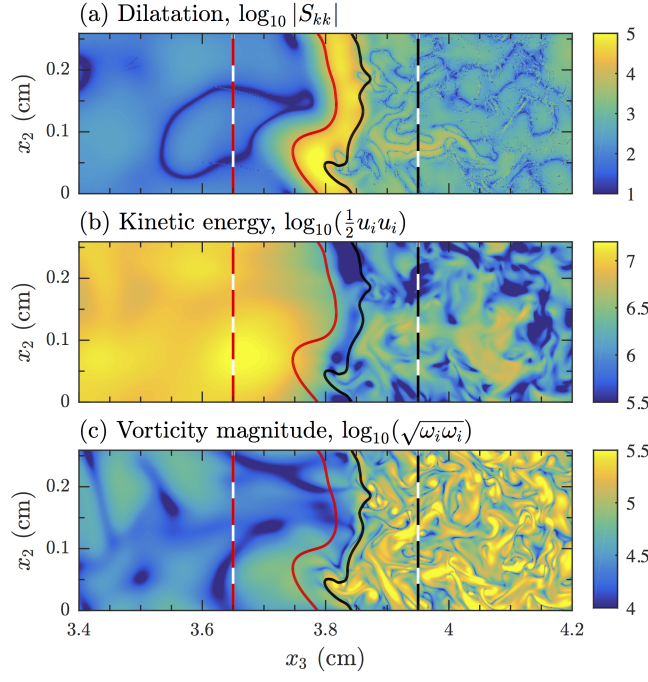 (a) Dilatation, log₁₀ |Sₖₖ|
x₂ (cm)
0.2
0.1
0
5
4
3
2
1
(b) Kinetic energy, log₁₀(½uᵢuᵢ)
x₂ (cm)
0.2
0.1
0
7
6.5
6
5.5
(c) Vorticity magnitude, log₁₀(√ωᵢωᵢ)
x₂ (cm)
0.2
0.1
0
5.5
5
4.5
4
3.4 3.6 3.8 4 4.2
x₃ (cm)